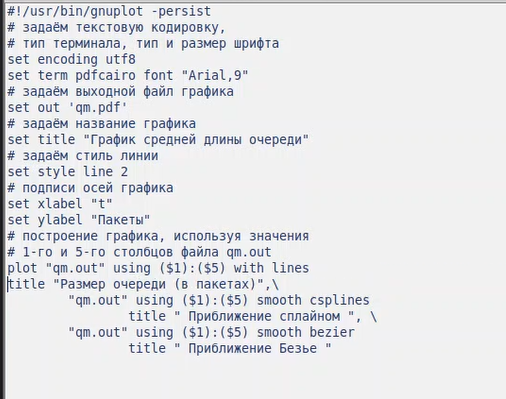 #!/usr/bin/gnuplot -persist
# задаём текстовую кодировку,
# тип терминала, тип и размер шрифта
set encoding utf8
set term pdfcairo font "Arial,9"
# задаём выходной файл графика
set out 'qm.pdf'
# задаём название графика
set title "График средней длины очереди"
# задаём стиль линии
set style line 2
# подписи осей графика
set xlabel "t"
set ylabel "Пакеты"
# построение графика, используя значения
# 1-го и 5-го столбцов файла qm.out
plot "qm.out" using ($1):($5) with lines
title "Размер очереди (в пакетах)",\
        "qm.out" using ($1):($5) smooth csplines
                title " Приближение сплайном ", \
        "qm.out" using ($1):($5) smooth bezier
                title " Приближение Безье "